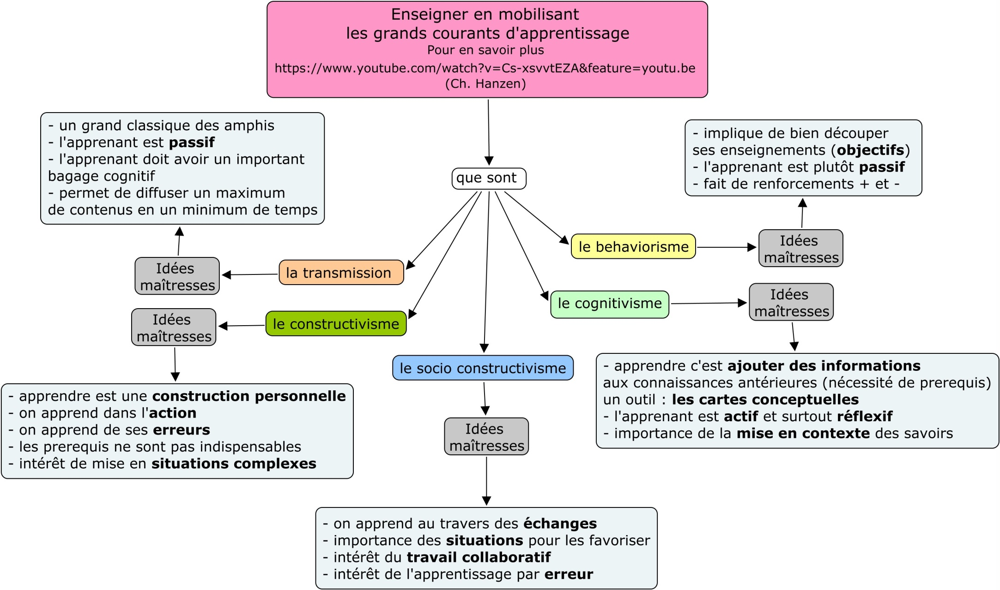 Enseigner en mobilisant
les grands courants d'apprentissage
Pour en savoir plus
https://www.youtube.com/watch?v=Cs-xsvvtEZA&feature=youtu.be
(Ch. Hanzen)
- un grand classique des amphis
- l'apprenant est passif
- l'apprenant doit avoir un important
bagage cognitif
- permet de diffuser un maximum
de contenus en un minimum de temps
- implique de bien découper
ses enseignements (objectifs)
- l'apprenant est plutôt passif
- fait de renforcements + et -
que sont
le behaviorisme
Idées
maîtresses
la transmission
Idées
maîtresses
le cognitivisme
Idées
maîtresses
le constructivisme
Idées
maîtresses
le socio constructivisme
Idées
maîtresses
- apprendre c'est ajouter des informations
aux connaissances antérieures (nécessité de prerequis)
un outil : les cartes conceptuelles
- l'apprenant est actif et surtout réflexif
- importance de la mise en contexte des savoirs
- apprendre est une construction personnelle
- on apprend dans l'action
- on apprend de ses erreurs
- les prerequis ne sont pas indispensables
- intérêt de mise en situations complexes
- on apprend au travers des échanges
- importance des situations pour les favoriser
- intérêt du travail collaboratif
- intérêt de l'apprentissage par erreur